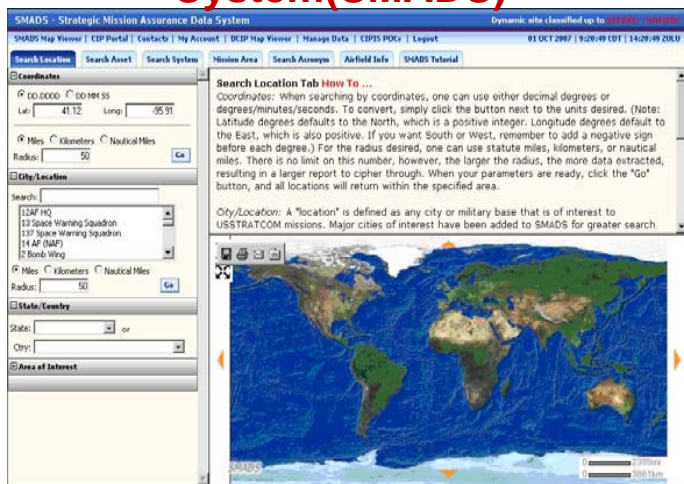 System(SMADS)
SMADS - Strategic Mission Assurance Data System
Dynamic site classified up to
SMADS Map Viewer | CIP Portal | Contacts | My Account | DCIP Map Viewer | Manage Data | CIPIS POCs | Logout
01 OCT 2007 | 9:20:49 CDT | 14:20:49 ZULU
Search Location Search Asset Search System Mission Area Search Acronym Airfield Info SMADS Tutorial
Coordinates
DD.DDDD DD MM SS
Lat: 41.12 Long: -95.91
Miles Kilometers Nautical Miles
Radius: 50 Go
City/Location
Search:
12AF HQ
13 Space Warning Squadron
137 Space Warning Squadron
14 AF (NAF)
2 Bomb Wing
Miles Kilometers Nautical Miles
Radius: 50 Go
State/Country
State: or
Ctry:
Area of Interest
Search Location Tab How To ...
Coordinates: When searching by coordinates, one can use either decimal degrees or
degrees/minutes/seconds. To convert, simply click the button next to the units desired. (Note:
Latitude degrees defaults to the North, which is a positive integer. Longitude degrees default to
the East, which is also positive. If you want South or West, remember to add a negative sign
before each degree.) For the radius desired, one can use statute miles, kilometers, or nautical
miles. There is no limit on this number, however, the larger the radius, the more data extracted,
resulting in a larger report to cipher through. When your parameters are ready, click the "Go"
button, and all locations will return within the specified area.
City/Location: A "location" is defined as any city or military base that is of interest to
USSTRATCOM missions. Major cities of interest have been added to SMADS for greater search
SMADS
0 2399mi
0 3861km